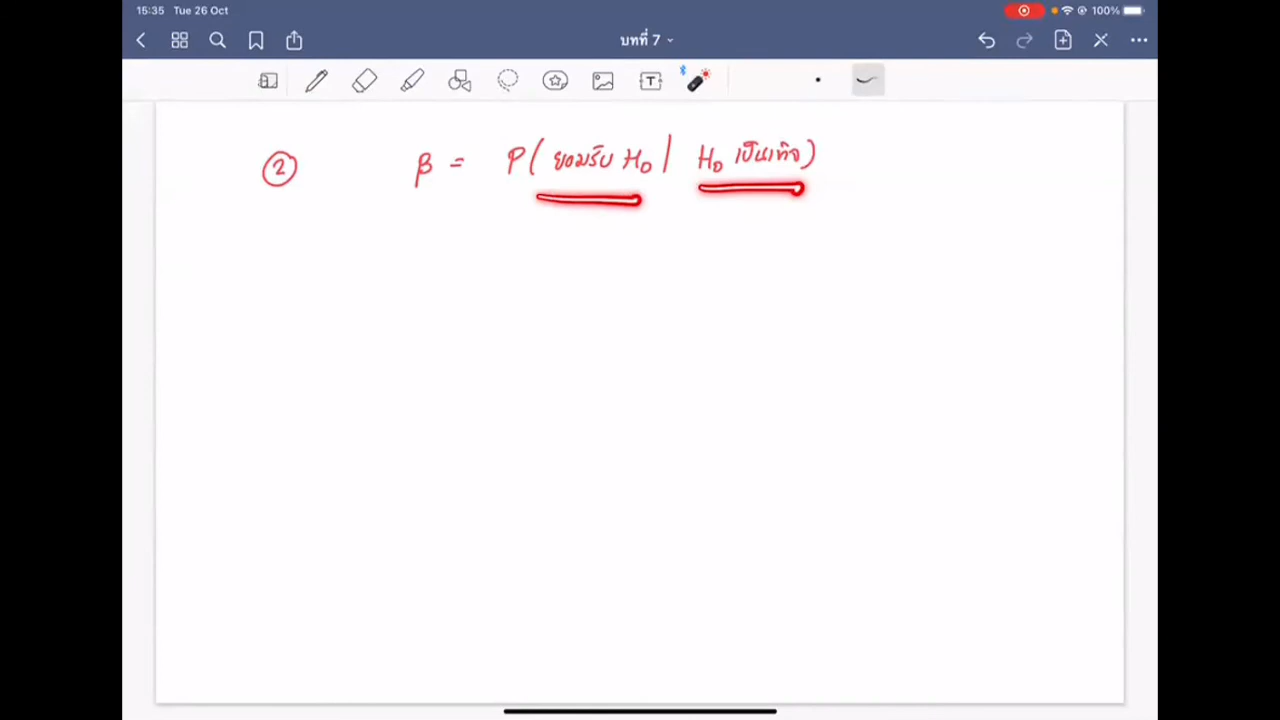 15:35 Tue 26 Oct 100%
บทที่ 7
T
② β = P( ยอมรับ H₀ | H₀ เป็นเท็จ)